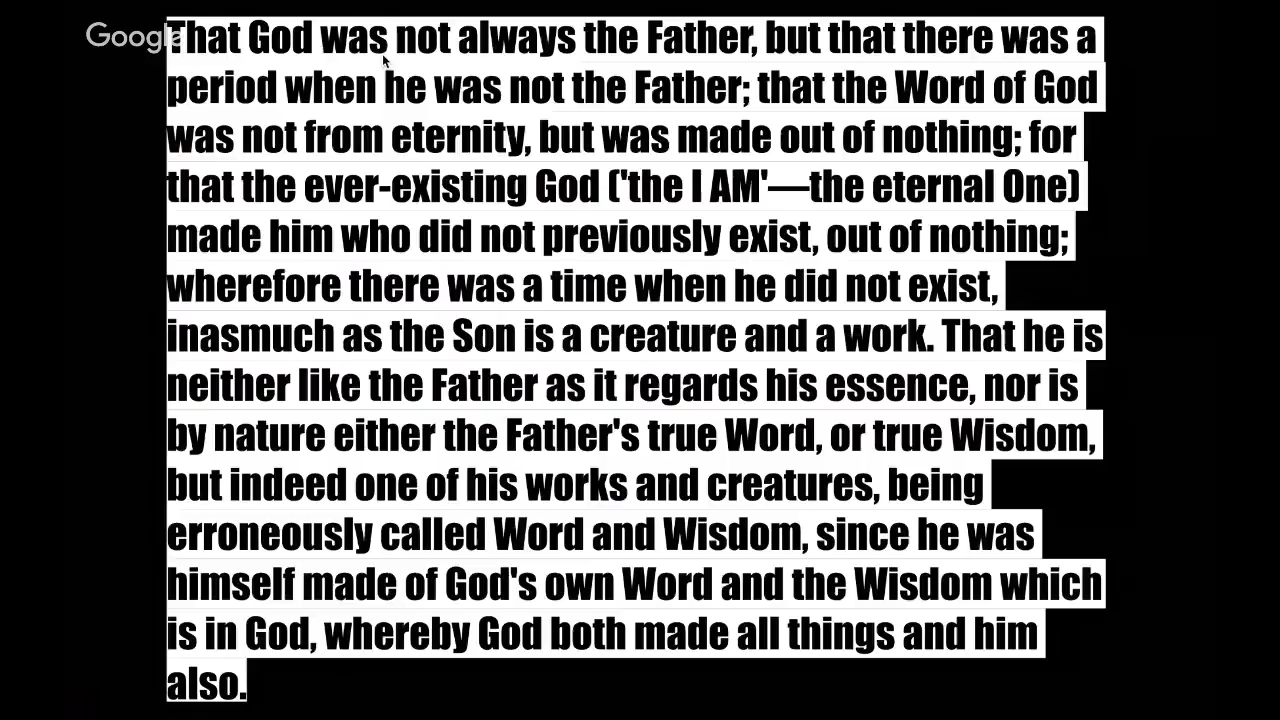 Google
That God was not always the Father, but that there was a
period when he was not the Father; that the Word of God
was not from eternity, but was made out of nothing; for
that the ever-existing God ('the I AM'—the eternal One)
made him who did not previously exist, out of nothing;
wherefore there was a time when he did not exist,
inasmuch as the Son is a creature and a work. That he is
neither like the Father as it regards his essence, nor is
by nature either the Father's true Word, or true Wisdom,
but indeed one of his works and creatures, being
erroneously called Word and Wisdom, since he was
himself made of God's own Word and the Wisdom which
is in God, whereby God both made all things and him
also.